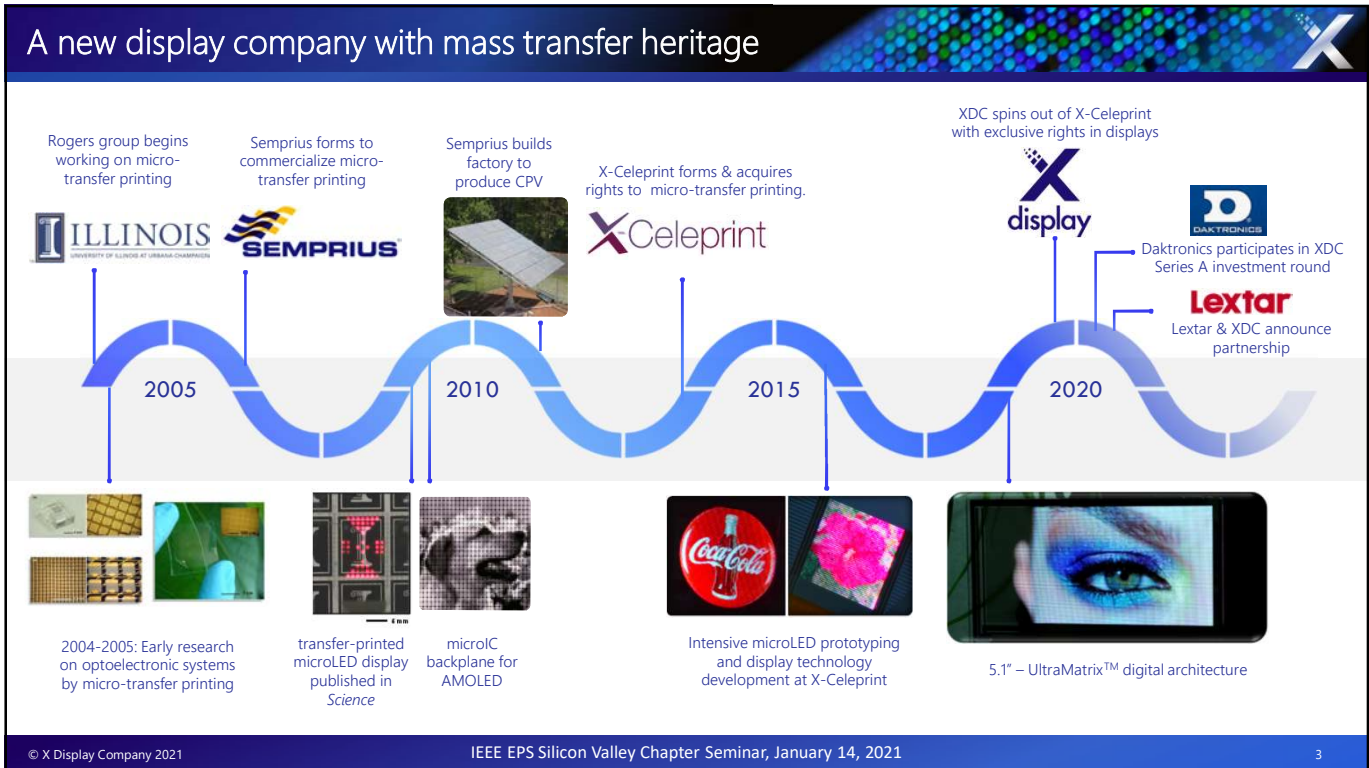 A new display company with mass transfer heritage
X
Rogers group begins
working on micro-
transfer printing
ILLINOIS
UNIVERSITY OF ILLINOIS AT URBANA-CHAMPAIGN
Semprius forms to
commercialize micro-
transfer printing
SEMPRIUS
Semprius builds
factory to
produce CPV
X-Celeprint forms & acquires
rights to micro-transfer printing.
XCeleprint
XDC spins out of X-Celeprint
with exclusive rights in displays
X
display
D
DAKTRONICS
Daktronics participates in XDC
Series A investment round
Lextar
Lextar & XDC announce
partnership
2005
2010
2015
2020
4 mm
Coca-Cola
2004-2005: Early research
on optoelectronic systems
by micro-transfer printing
transfer-printed
microLED display
published in
Science
microIC
backplane for
AMOLED
Intensive microLED prototyping
and display technology
development at X-Celeprint
5.1” – UltraMatrix™ digital architecture
© X Display Company 2021
IEEE EPS Silicon Valley Chapter Seminar, January 14, 2021
3